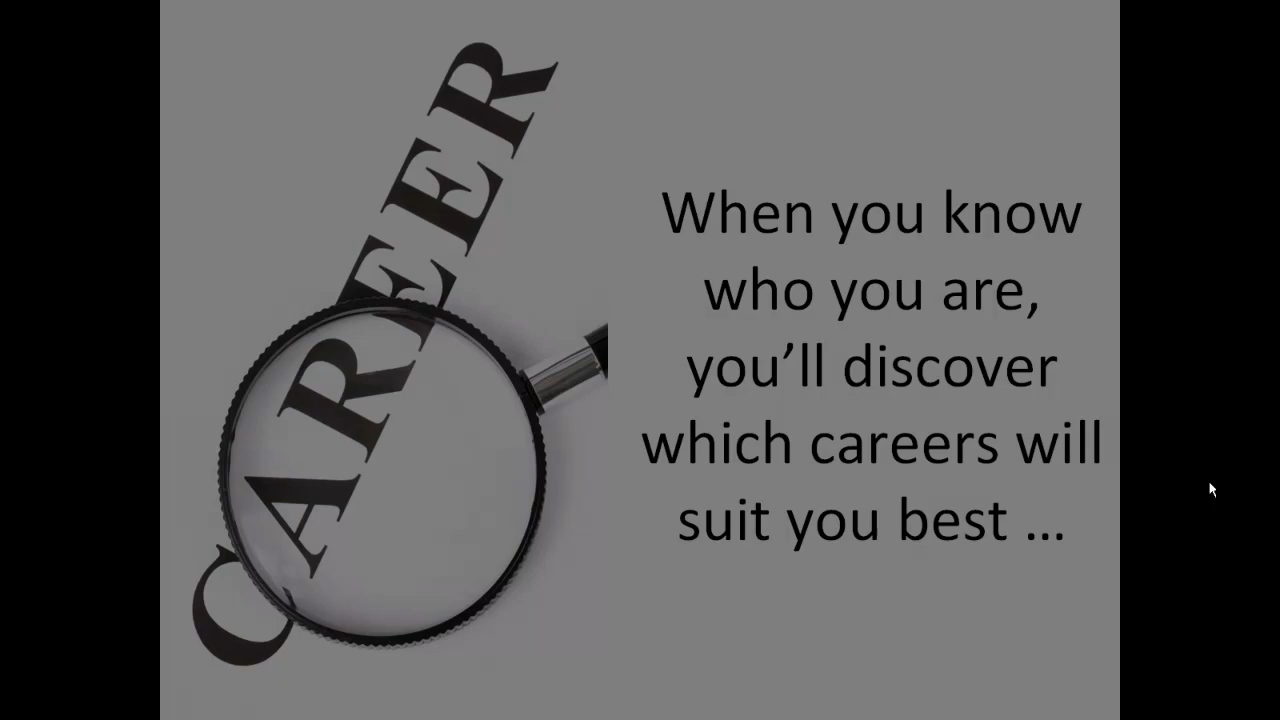 CAREER
When you know
who you are,
you’ll discover
which careers will
suit you best ...